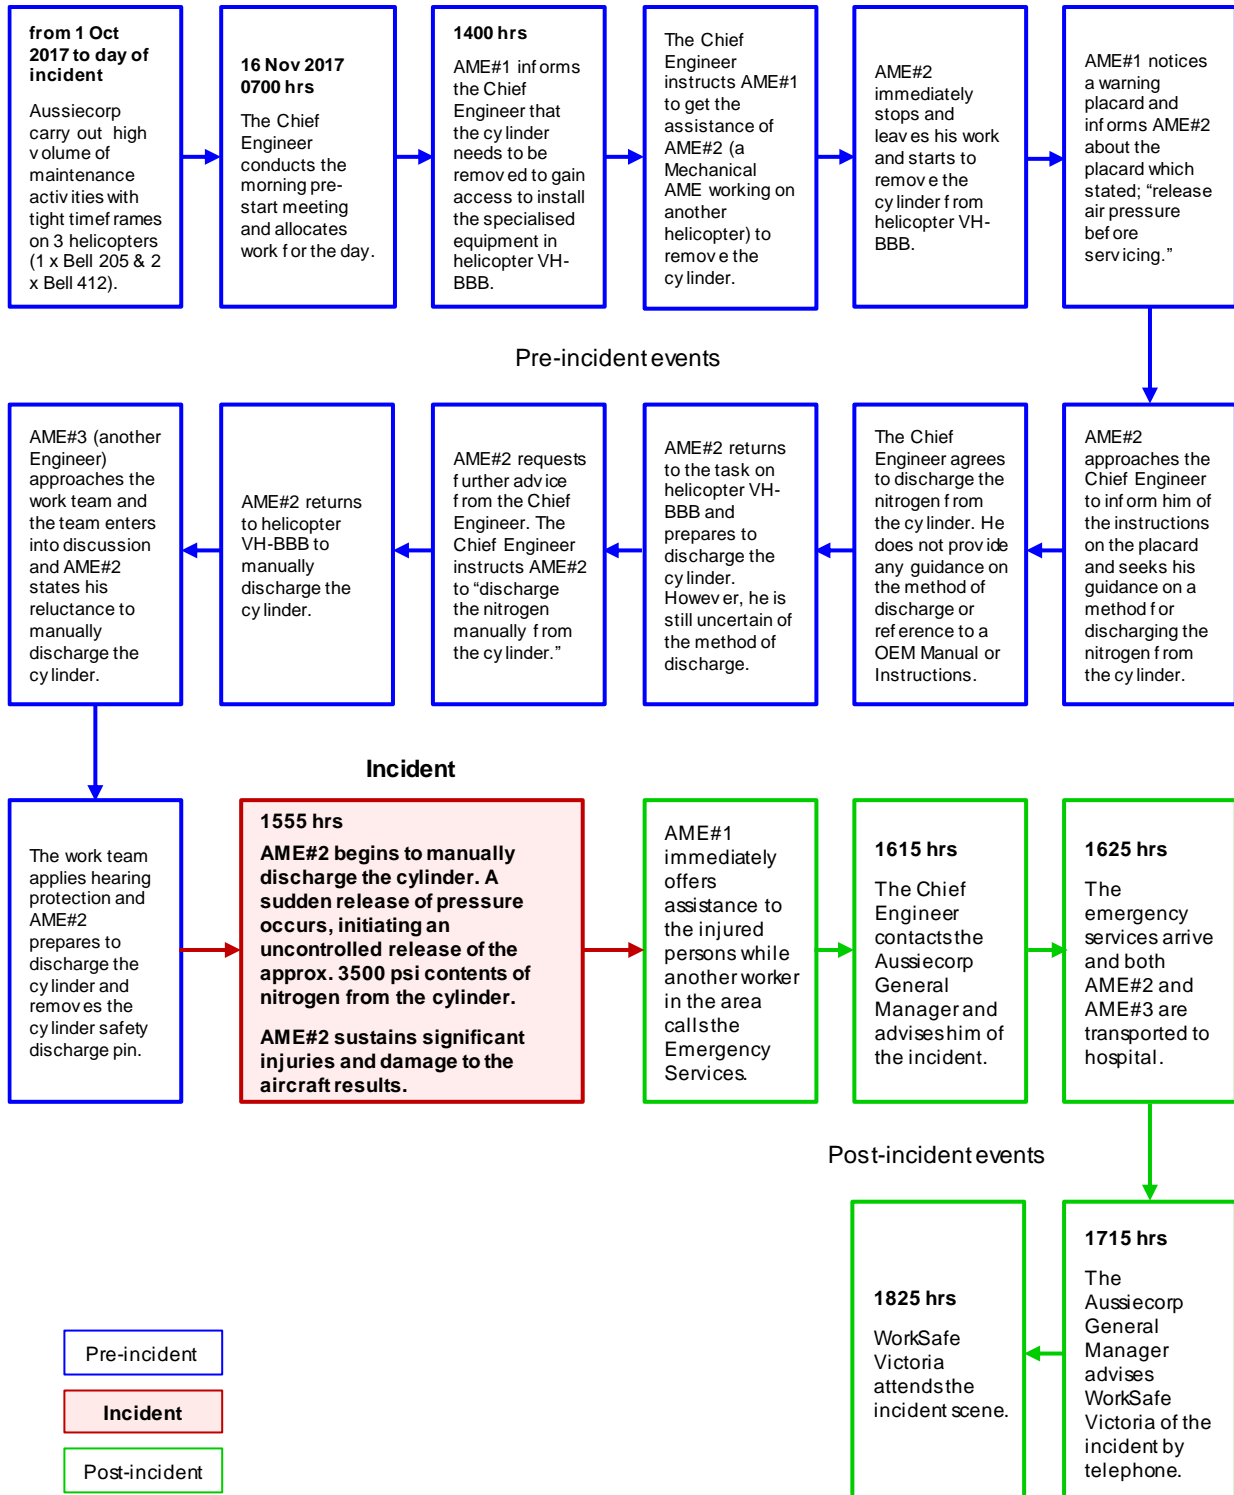 from 1 Oct
2017 to day of
incident
Aussiecorp
carry out high
volume of
maintenance
activities with
tight timeframes
on 3 helicopters
(1 x Bell 205 & 2
x Bell 412).
16 Nov 2017
0700 hrs
The Chief
Engineer
conducts the
morning pre-
start meeting
and allocates
work for the day.
1400 hrs
AME#1 informs
the Chief
Engineer that
the cylinder
needs to be
removed to gain
access to install
the specialised
equipment in
helicopter VH-
BBB.
The Chief
Engineer
instructs AME#1
to get the
assistance of
AME#2 (a
Mechanical
AME working on
another
helicopter) to
remove the
cylinder.
AME#2
immediately
stops and
leaves his work
and starts to
remove the
cylinder from
helicopter VH-
BBB.
AME#1 notices
a warning
placard and
informs AME#2
about the
placard which
stated; “release
air pressure
before
servicing.”
Pre-incident events
AME#2
approaches the
Chief Engineer
to inform him of
the instructions
on the placard
and seeks his
guidance on a
method for
discharging the
nitrogen from
the cylinder.
The Chief
Engineer agrees
to discharge the
nitrogen from
the cylinder. He
does not provide
any guidance on
the method of
discharge or
reference to a
OEM Manual or
Instructions.
AME#2 returns
to the task on
helicopter VH-
BBB and
prepares to
discharge the
cylinder.
However, he is
still uncertain of
the method of
discharge.
AME#2 requests
further advice
from the Chief
Engineer. The
Chief Engineer
instructs AME#2
to “discharge
the nitrogen
manually from
the cylinder.”
AME#2 returns
to helicopter
VH-BBB to
manually
discharge the
cylinder.
AME#3 (another
Engineer)
approaches the
work team and
the team enters
into discussion
and AME#2
states his
reluctance to
manually
discharge the
cylinder.
The work team
applies hearing
protection and
AME#2
prepares to
discharge the
cylinder and
removes the
cylinder safety
discharge pin.
Incident
1555 hrs
AME#2 begins to manually
discharge the cylinder. A
sudden release of pressure
occurs, initiating an
uncontrolled release of the
approx. 3500 psi contents of
nitrogen from the cylinder.
AME#2 sustains significant
injuries and damage to the
aircraft results.
AME#1
immediately
offers
assistance to
the injured
persons while
another worker
in the area
calls the
Emergency
Services.
1615 hrs
The Chief
Engineer
contacts the
Aussiecorp
General
Manager and
advises him of
the incident.
1625 hrs
The
emergency
services arrive
and both
AME#2 and
AME#3 are
transported to
hospital.
Post-incident events
1715 hrs
The
Aussiecorp
General
Manager
advises
WorkSafe
Victoria of the
incident by
telephone.
1825 hrs
WorkSafe
Victoria
attends the
incident scene.
Pre-incident
Incident
Post-incident